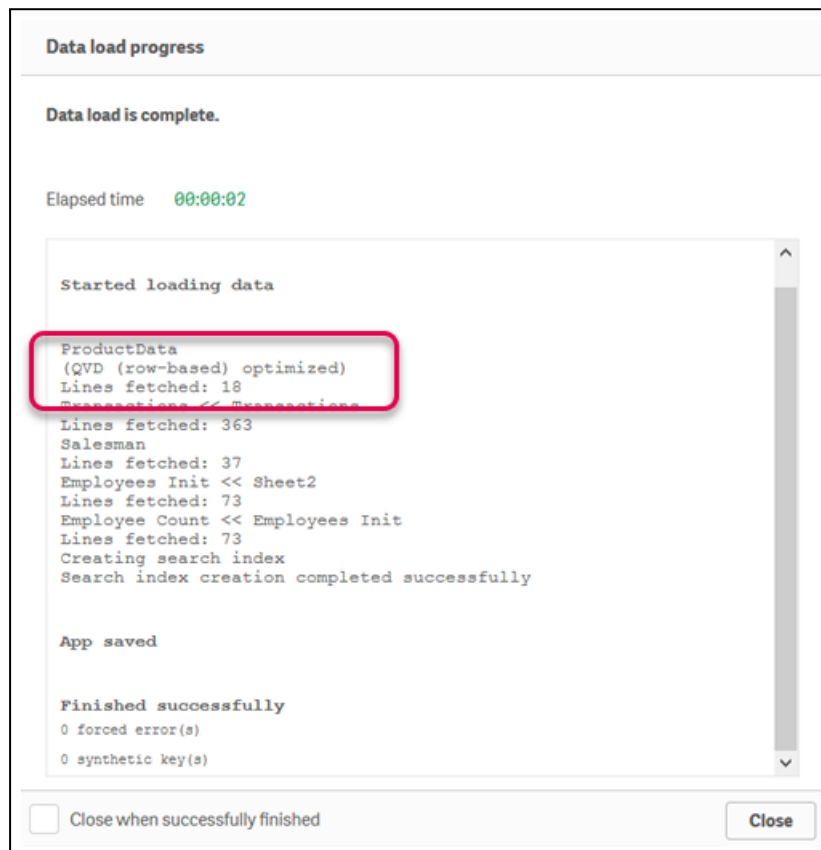 Data load progress
Data load is complete.
Elapsed time 00:00:02
Started loading data
ProductData
(QVD (row-based) optimized)
Lines fetched: 18
Transactions << Transactions
Lines fetched: 363
Salesman
Lines fetched: 37
Employees Init << Sheet2
Lines fetched: 73
Employee Count << Employees Init
Lines fetched: 73
Creating search index
Search index creation completed successfully
App saved
Finished successfully
0 forced error(s)
0 synthetic key(s)
Close when successfully finished
Close